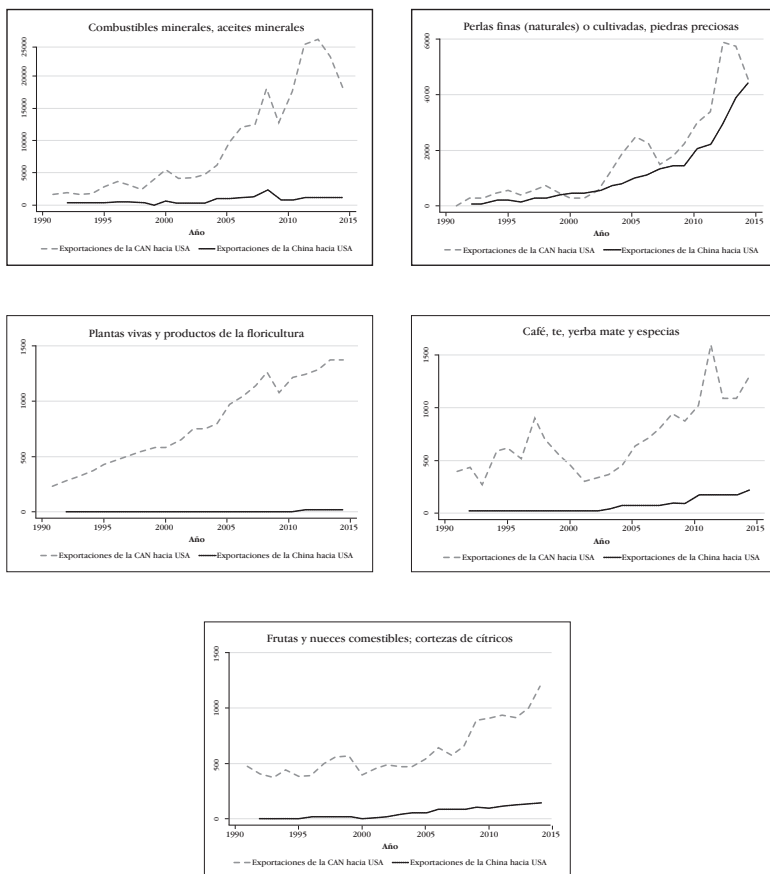 Combustibles minerales, aceites minerales
25000
20000
15000
10000
5000
0
1990 1995 2000 2005 2010 2015
Año
Exportaciones de la CAN hacia USA Exportaciones de la China hacia USA
Perlas finas (naturales) o cultivadas, piedras preciosas
6000
4000
2000
0
1990 1995 2000 2005 2010 2015
Año
Exportaciones de la CAN hacia USA Exportaciones de la China hacia USA
Plantas vivas y productos de la floricultura
1500
1000
500
0
1990 1995 2000 2005 2010 2015
Año
Exportaciones de la CAN hacia USA Exportaciones de la China hacia USA
Café, te, yerba mate y especias
1500
1000
500
0
1990 1995 2000 2005 2010 2015
Año
Exportaciones de la CAN hacia USA Exportaciones de la China hacia USA
Frutas y nueces comestibles; cortezas de cítricos
1500
1000
500
0
1990 1995 2000 2005 2010 2015
Año
Exportaciones de la CAN hacia USA Exportaciones de la China hacia USA